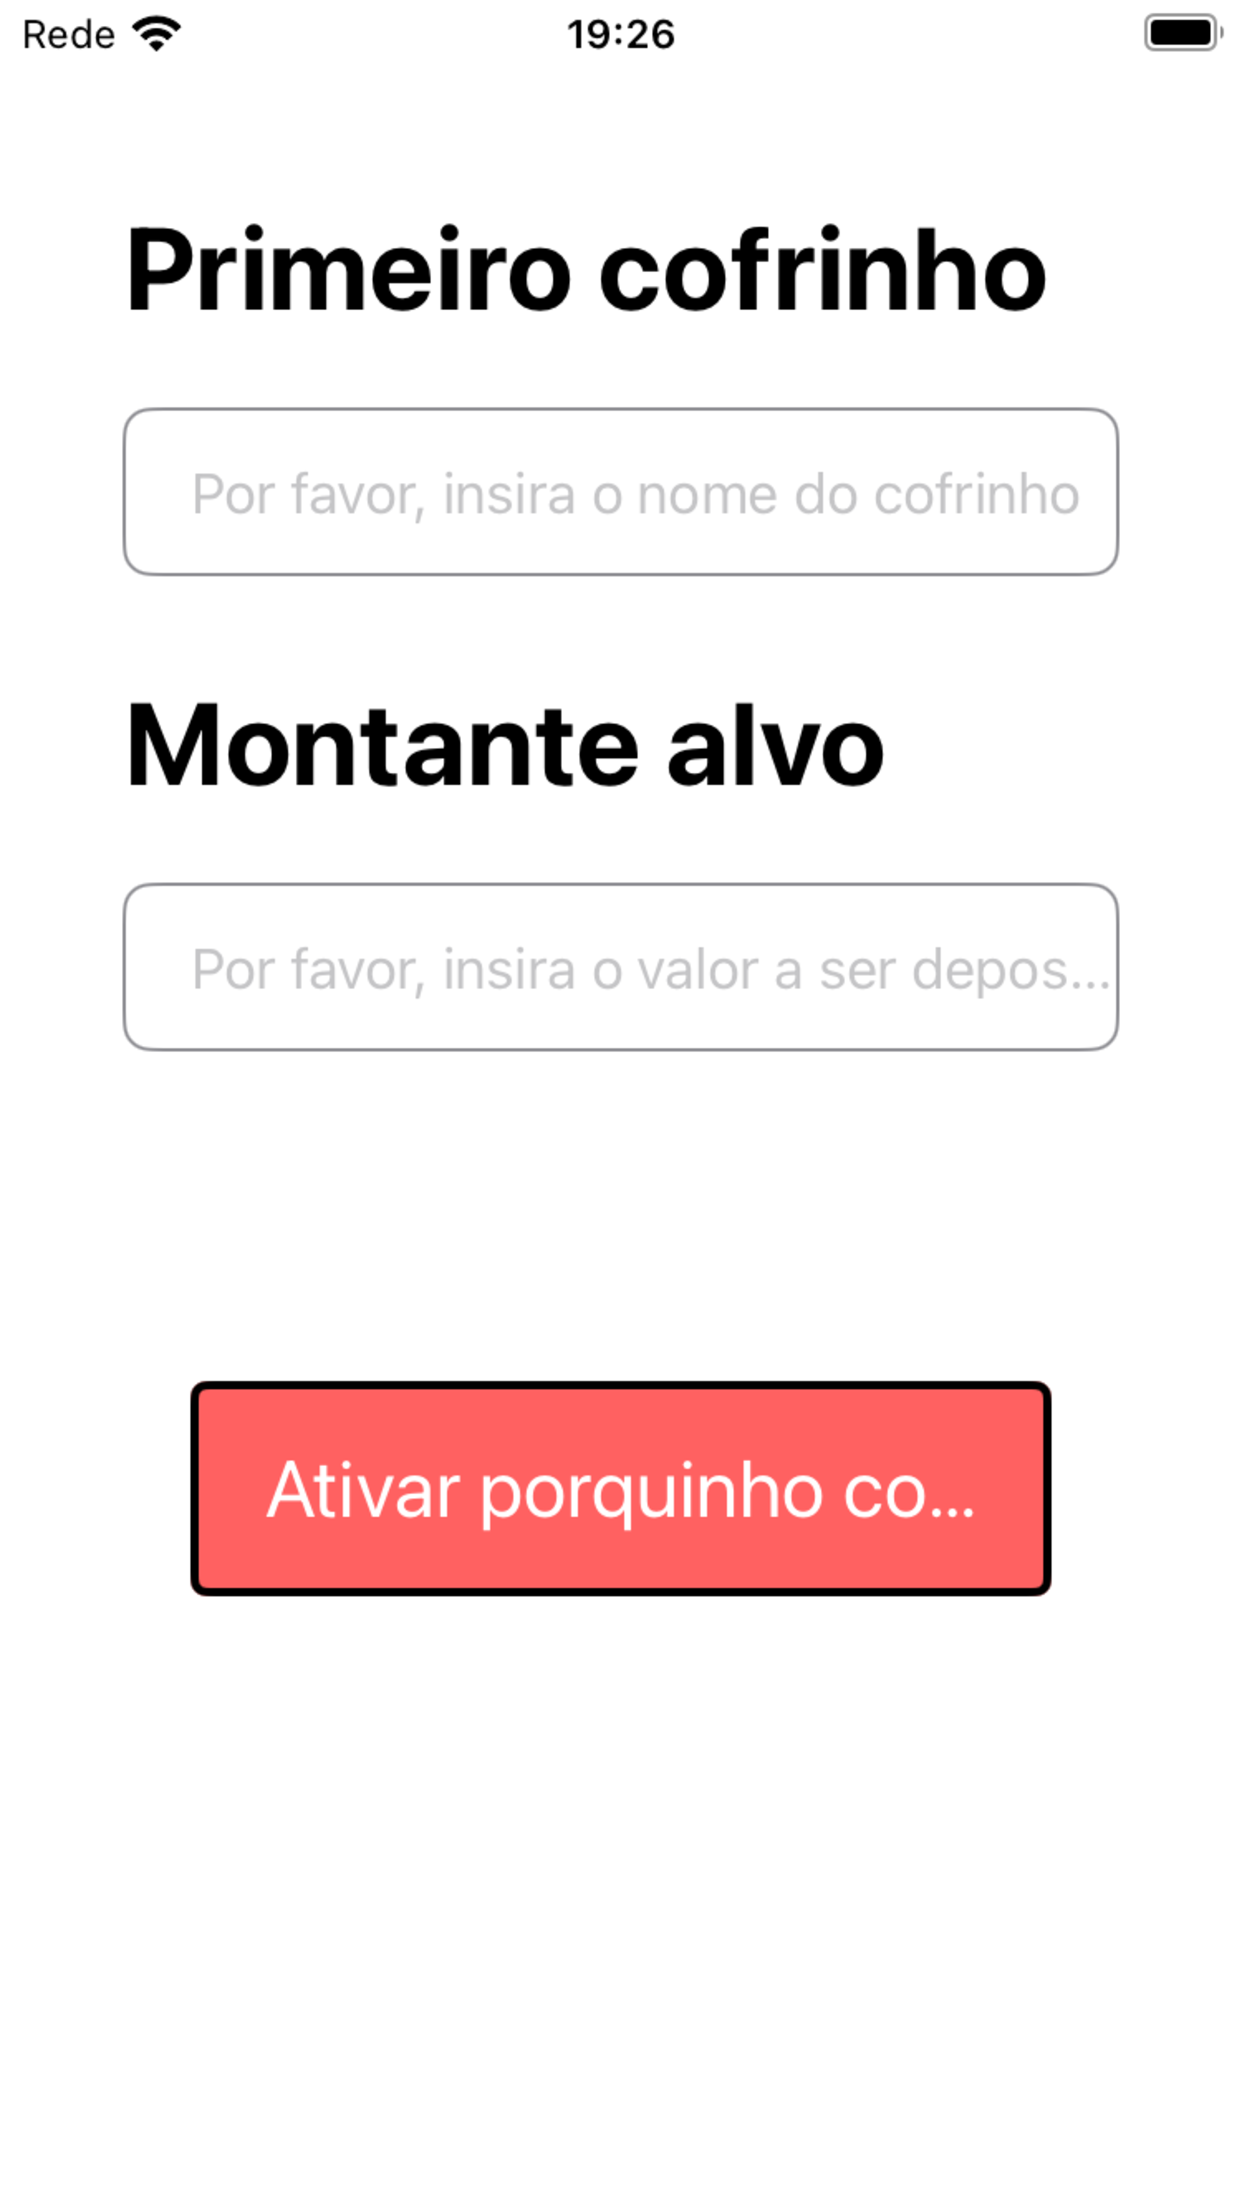 Rede
19:26
Primeiro cofrinho
Por favor, insira o nome do cofrinho
Montante alvo
Por favor, insira o valor a ser depos...
Ativar porquinho co...